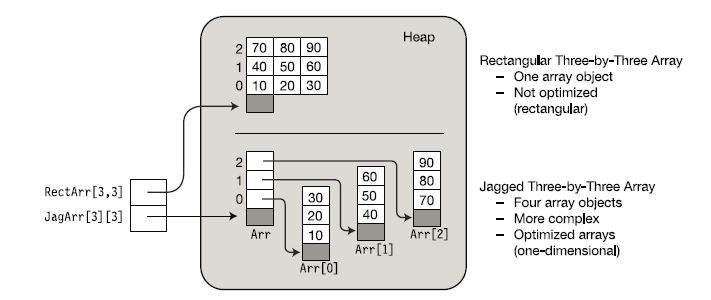 Heap
2 70 80 90
1 40 50 60
0 10 20 30
Rectangular Three-by-Three Array
– One array object
– Not optimized
(rectangular)
RectArr[3,3]
JagArr[3][3]
2
1
0
Arr
30
20
10
Arr[0]
60
50
40
Arr[1]
90
80
70
Arr[2]
Jagged Three-by-Three Array
– Four array objects
– More complex
– Optimized arrays
(one-dimensional)